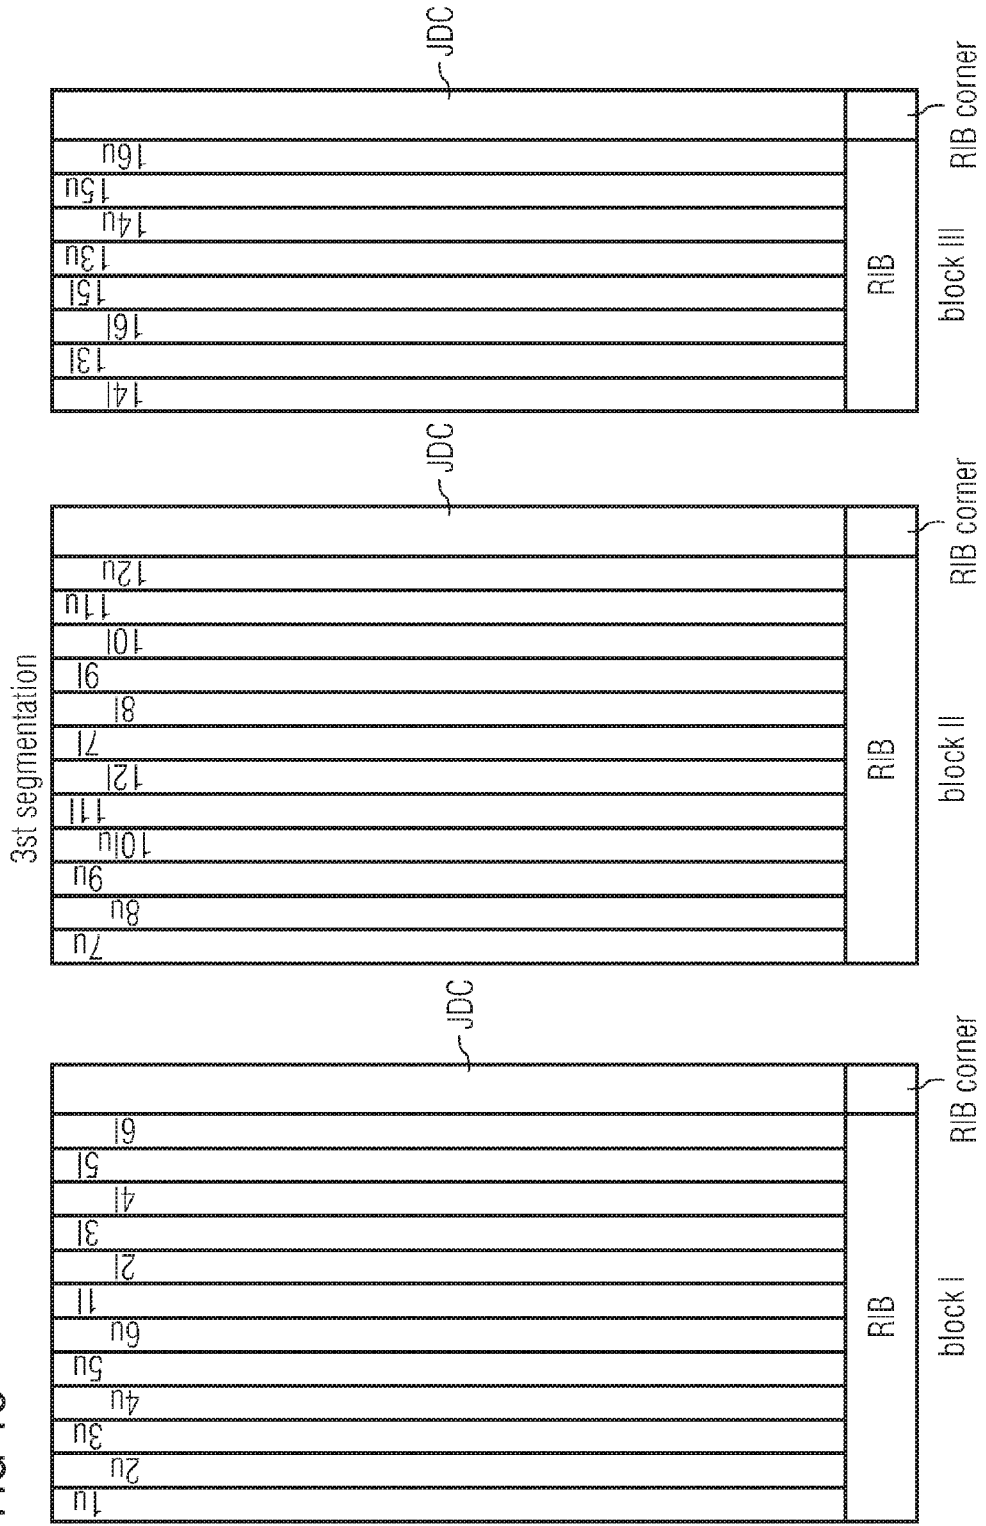 3st segmentation
1u
2u
3u
4u
5u
6u
1l
2l
3l
4l
5l
6l
JDC
RIB
RIB corner
block I
7u
8u
9u
10lu
11l
12l
7l
8l
9l
10l
11u
12u
JDC
RIB
RIB corner
block II
14l
13l
16l
15l
13u
14u
15u
16u
JDC
RIB
RIB corner
block III